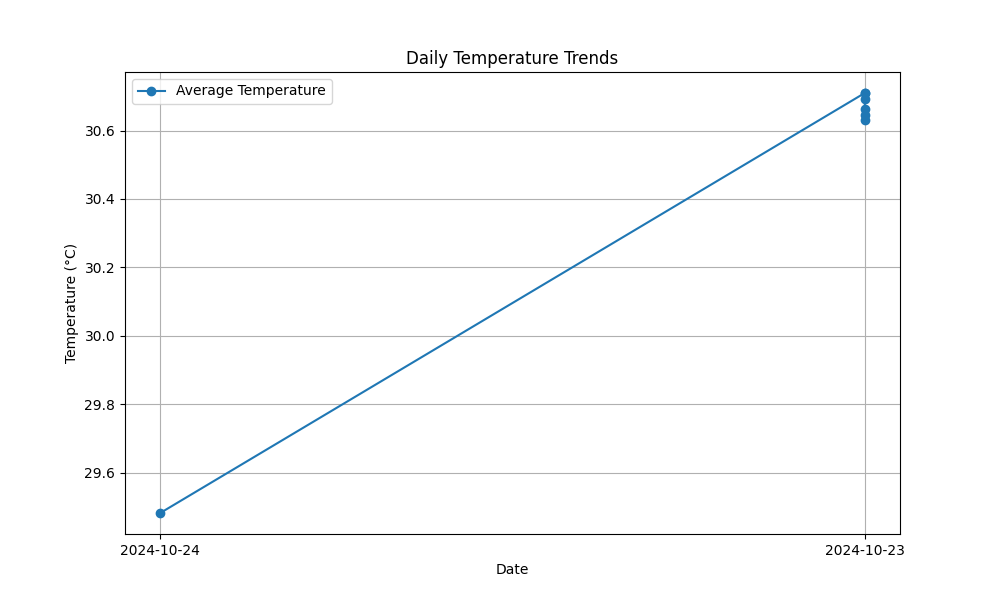 Daily Temperature Trends
Average Temperature
30.6
30.4
30.2
30.0
29.8
29.6
Temperature (°C)
2024-10-24
2024-10-23
Date